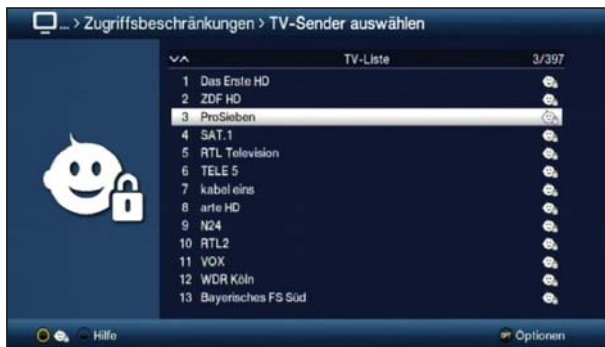 ... > Zugriffsbeschränkungen > TV-Sender auswählen
TV-Liste 3/397
1 Das Erste HD
2 ZDF HD
3 ProSieben
4 SAT.1
5 RTL Television
6 TELE 5
7 kabel eins
8 arte HD
9 N24
10 RTL2
11 VOX
12 WDR Köln
13 Bayerisches FS Süd
Hilfe
Optionen